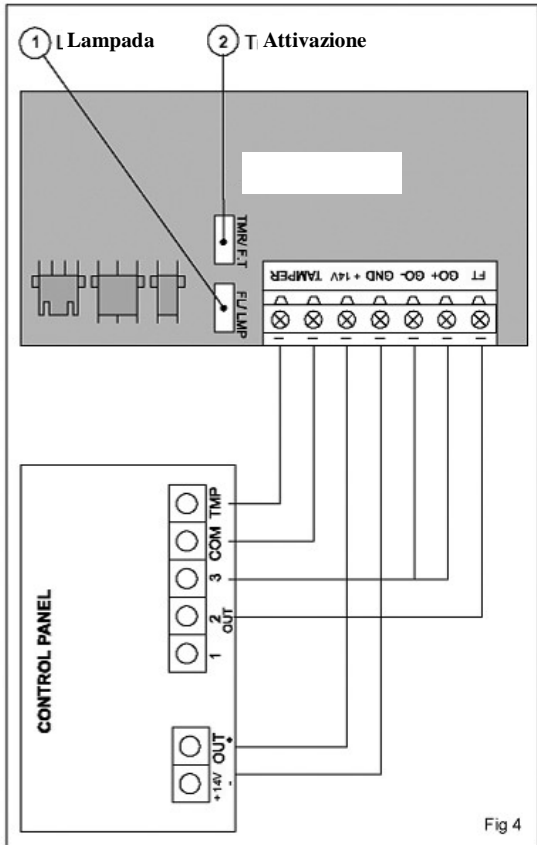 1 Lampada
2 Attivazione
TMR/ F.T
FL/ LMP
TAMPER +14V GND GO- GO+ FT
CONTROL PANEL
TMP
COM
3
2
OUT
1
OUT
+
+14V
-
Fig 4